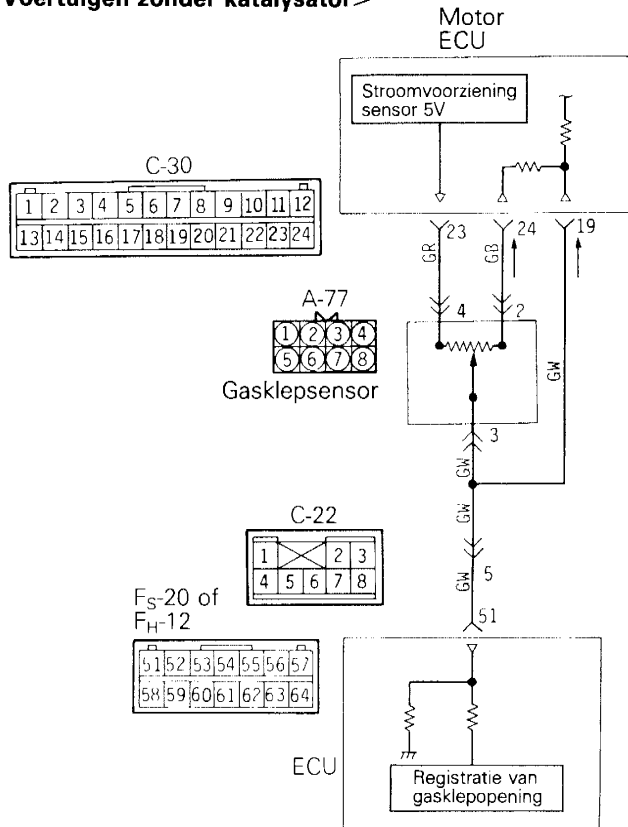 Voertuigen zonder katalysator>
Motor
ECU
Stroomvoorziening
sensor 5V
C-30
1 2 3 4 5 6 7 8 9 10 11 12
13 14 15 16 17 18 19 20 21 22 23 24
23 24 19
GR GB
A-77
4 2
1 2 3 4
5 6 7 8
Gasklepsensor
GW
3
GW
GW
C-22
1 2 3
4 5 6 7 8
5
GW
FS-20 of
FH-12
51
51 52 53 54 55 56 57
58 59 60 61 62 63 64
ECU
Registratie van
gasklepopening